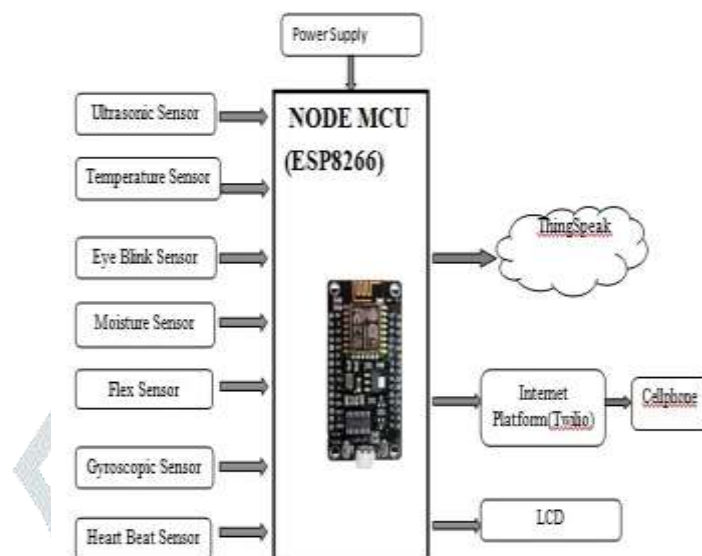 Power Supply
NODE MCU
(ESP8266)
Ultrasonic Sensor
Temperature Sensor
Eye Blink Sensor
Moisture Sensor
Flex Sensor
Gyroscopic Sensor
Heart Beat Sensor
ThingSpeak
Internet
Platform(Twilio)
Cellphone
LCD